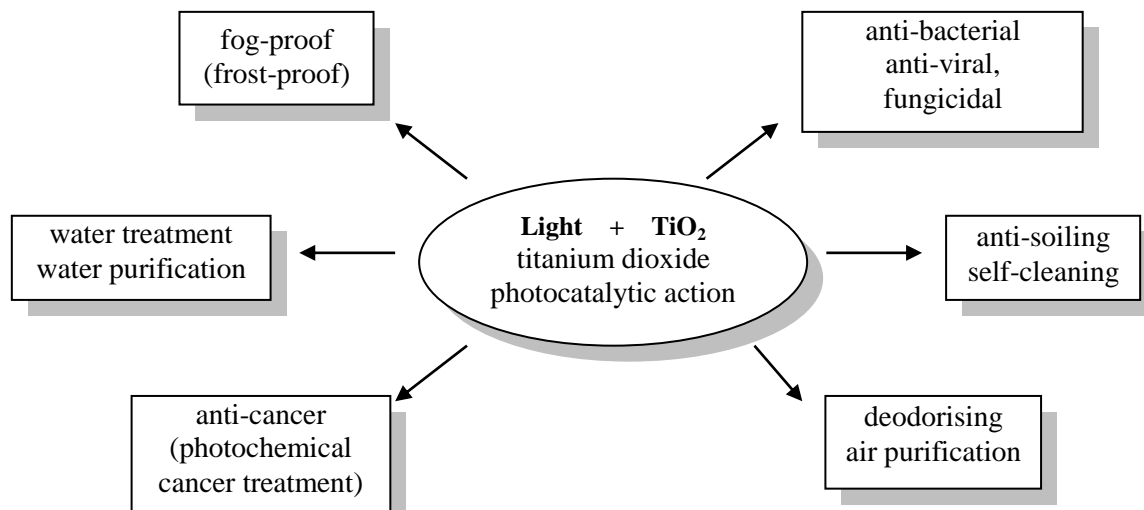 fog-proof
(frost-proof)
anti-bacterial
anti-viral,
fungicidal
Light + TiO₂
titanium dioxide
photocatalytic action
water treatment
water purification
anti-soiling
self-cleaning
anti-cancer
(photochemical
cancer treatment)
deodorising
air purification